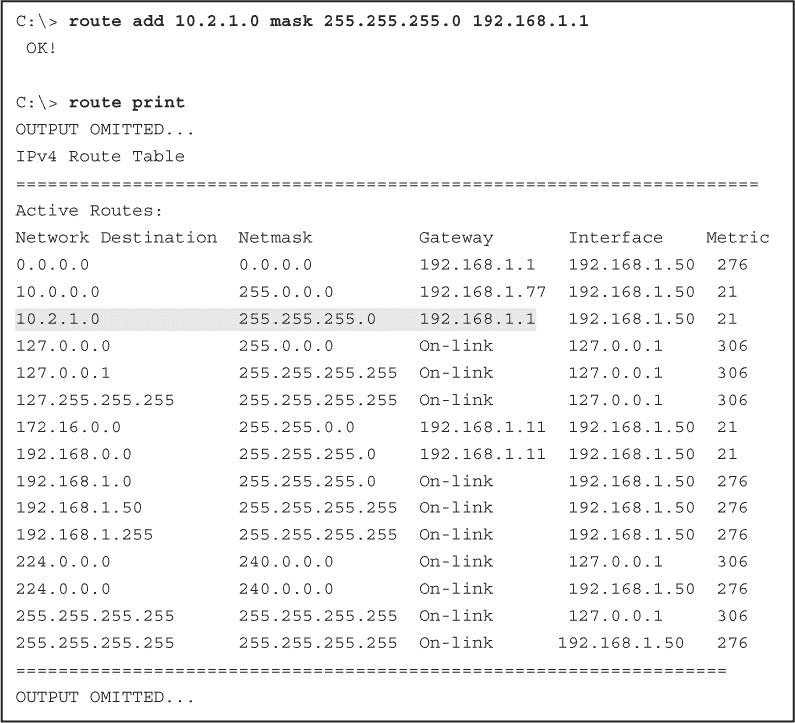 C:\> route add 10.2.1.0 mask 255.255.255.0 192.168.1.1
OK!
C:\> route print
OUTPUT OMITTED...
IPv4 Route Table
======================================================================
Active Routes:
Network Destination Netmask Gateway Interface Metric
0.0.0.0 0.0.0.0 192.168.1.1 192.168.1.50 276
10.0.0.0 255.0.0.0 192.168.1.77 192.168.1.50 21
10.2.1.0 255.255.255.0 192.168.1.1 192.168.1.50 21
127.0.0.0 255.0.0.0 On-link 127.0.0.1 306
127.0.0.1 255.255.255.255 On-link 127.0.0.1 306
127.255.255.255 255.255.255.255 On-link 127.0.0.1 306
172.16.0.0 255.255.0.0 192.168.1.11 192.168.1.50 21
192.168.0.0 255.255.255.0 192.168.1.11 192.168.1.50 21
192.168.1.0 255.255.255.0 On-link 192.168.1.50 276
192.168.1.50 255.255.255.255 On-link 192.168.1.50 276
192.168.1.255 255.255.255.255 On-link 192.168.1.50 276
224.0.0.0 240.0.0.0 On-link 127.0.0.1 306
224.0.0.0 240.0.0.0 On-link 192.168.1.50 276
255.255.255.255 255.255.255.255 On-link 127.0.0.1 306
255.255.255.255 255.255.255.255 On-link 192.168.1.50 276
===================================================================
OUTPUT OMITTED...